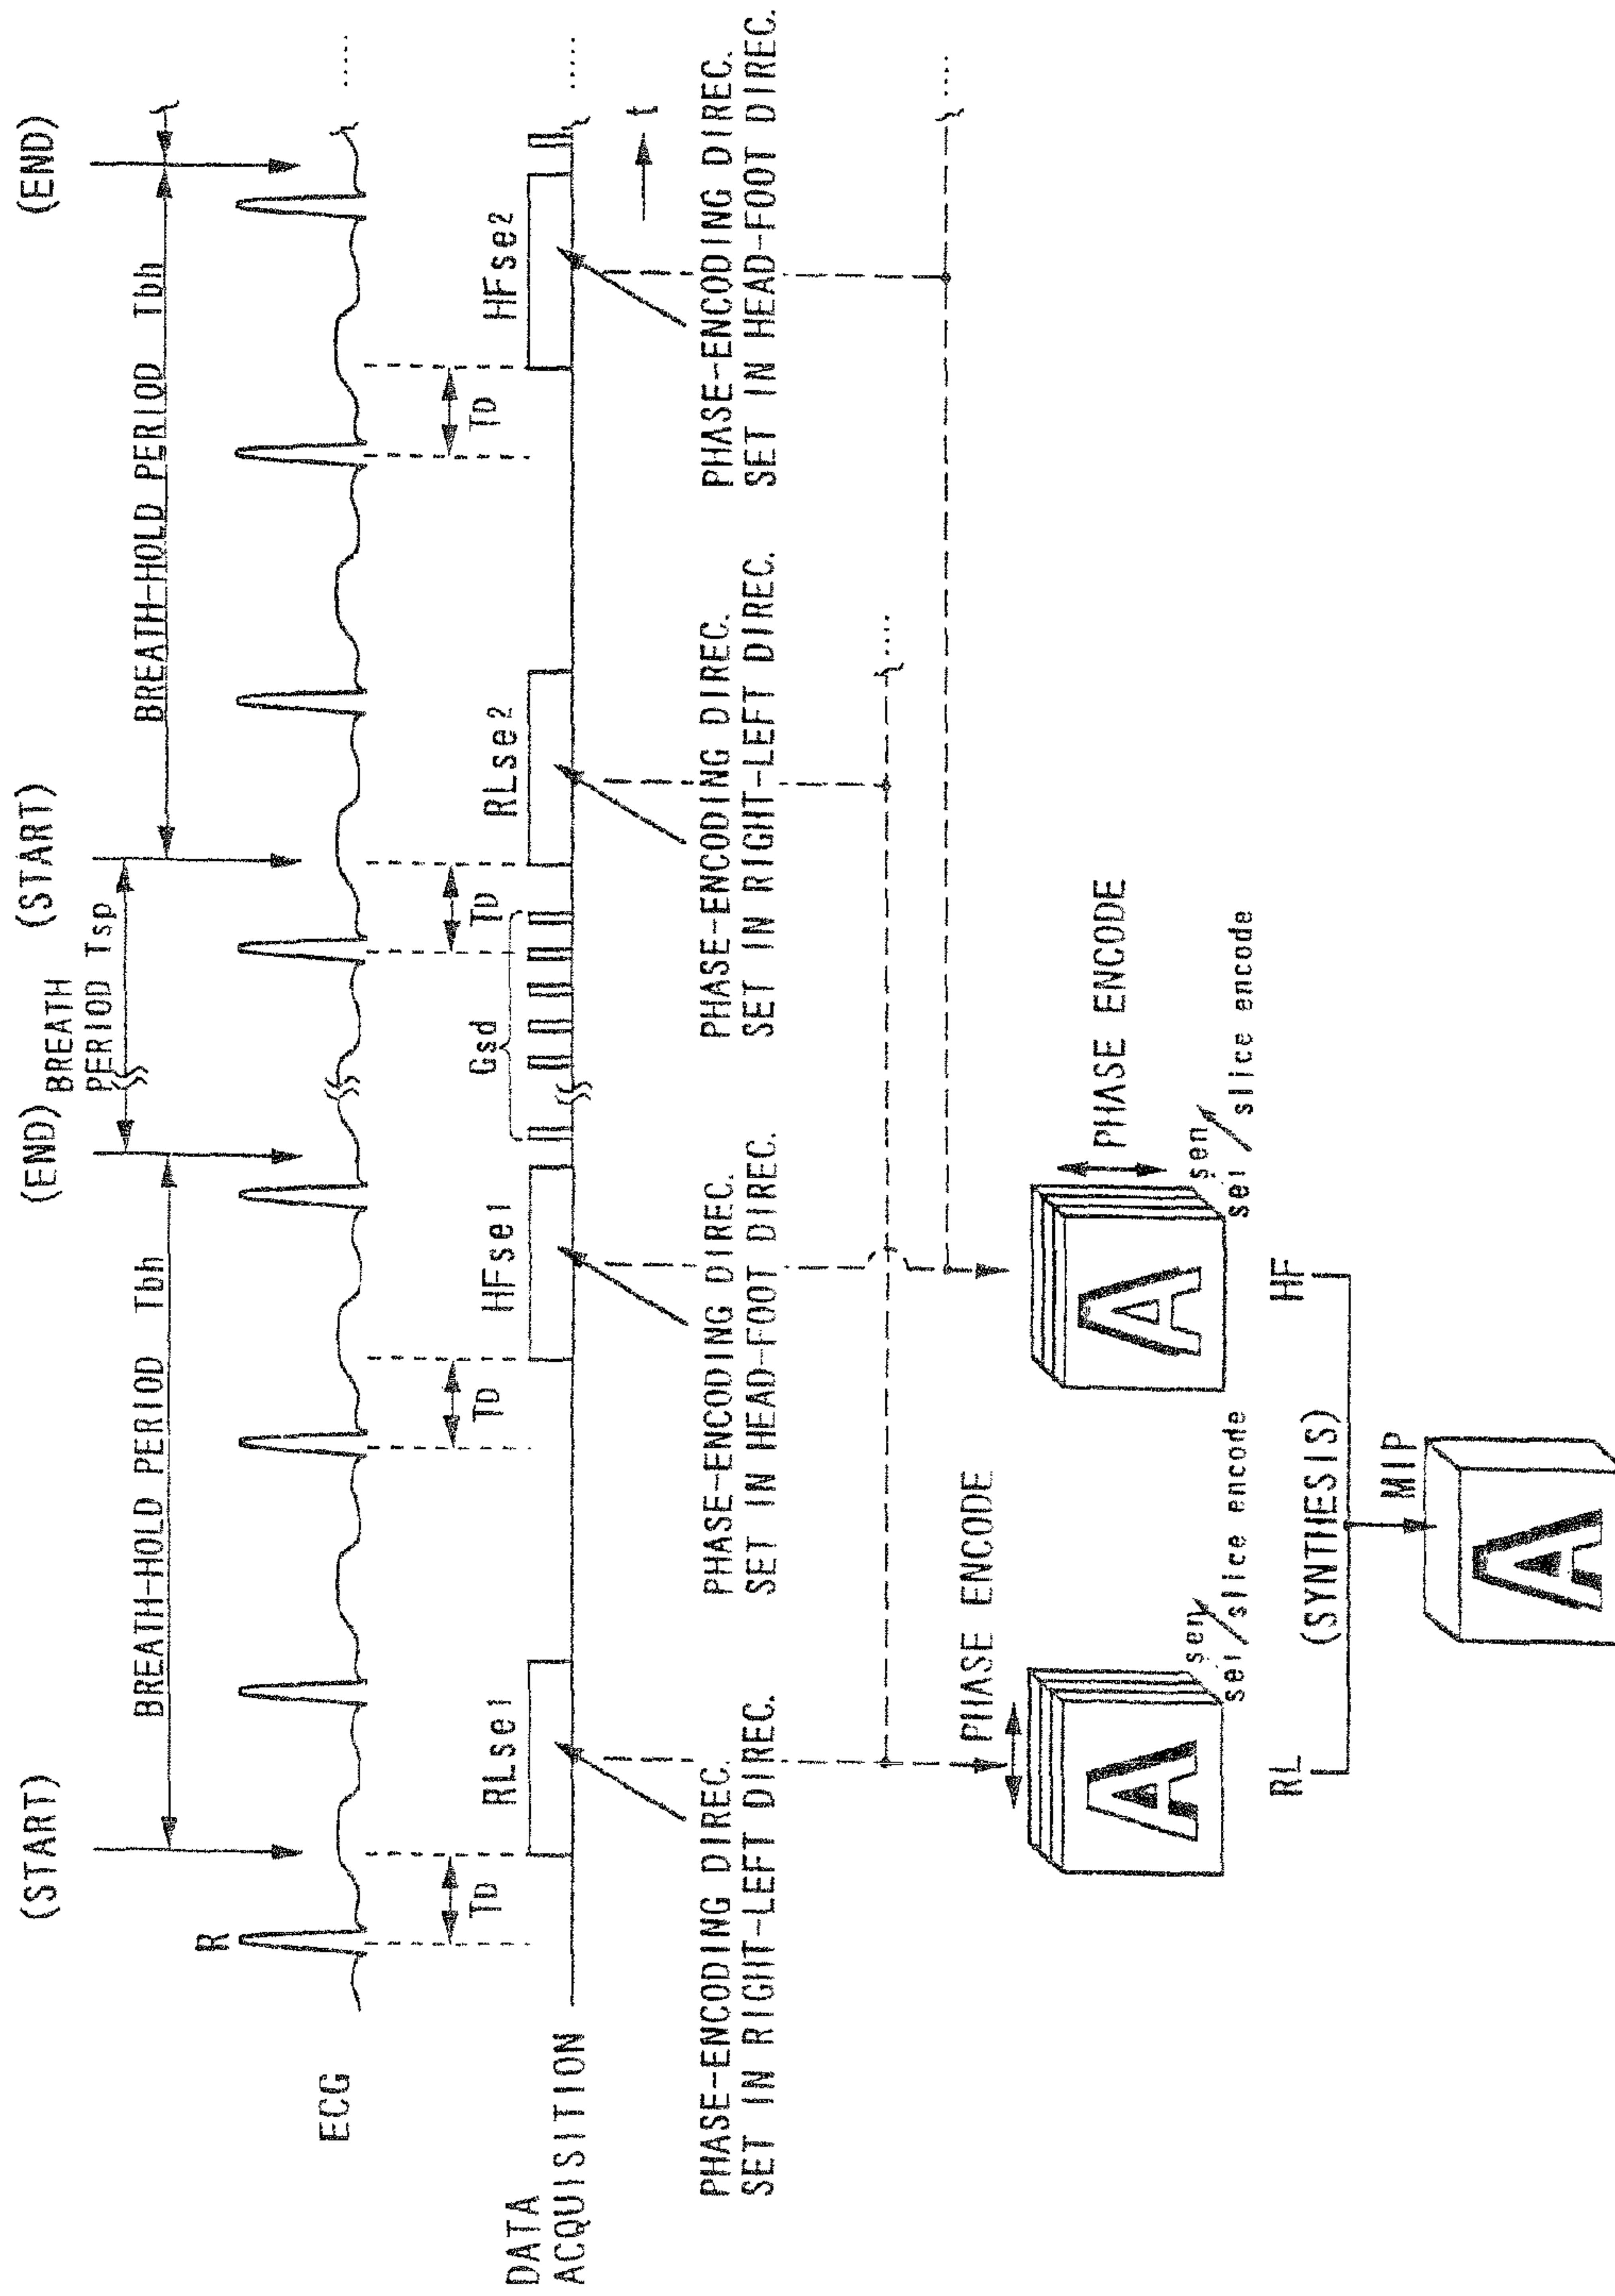 (START)
(END)
(START)
(END)
BREATH
PERIOD Tsp
BREATH-HOLD PERIOD Tbh
BREATH-HOLD PERIOD Tbh
R
ECG
.....
TD
TD
TD
TD
DATA
ACQUISITION
RLse1
HFse1
Gsd
RLse2
HFse2
.....
t
PHASE-ENCODING DIREC.
SET IN RIGHT-LEFT DIREC.
PHASE-ENCODING DIREC.
SET IN HEAD-FOOT DIREC.
PHASE-ENCODING DIREC.
SET IN RIGHT-LEFT DIREC.
PHASE-ENCODING DIREC.
SET IN HEAD-FOOT DIREC.
.....
.....
PHASE ENCODE
A
sen
se1
slice encode
RL
A
PHASE ENCODE
sen
se1
slice encode
HF
(SYNTHESIS)
MIP
A